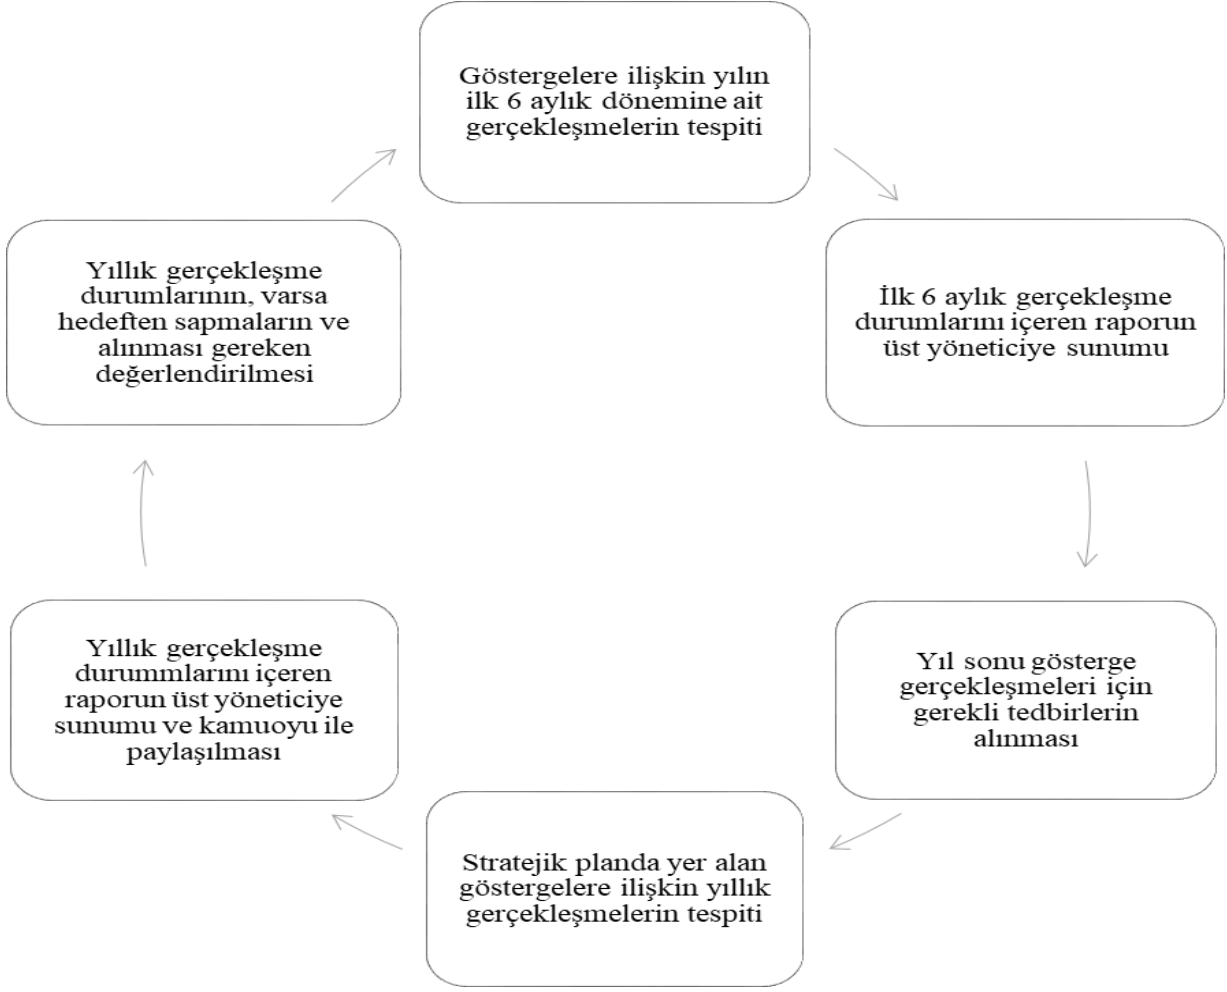 Göstergelere ilişkin yılın
ilk 6 aylık dönemine ait
gerçekleşmelerin tespiti
İlk 6 aylık gerçekleşme
durumlarını içeren raporun
üst yöneticiye sunumu
Yıl sonu gösterge
gerçekleşmeleri için
gerekli tedbirlerin
alınması
Stratejik planda yer alan
göstergelere ilişkin yıllık
gerçekleşmelerin tespiti
Yıllık gerçekleşme
durummlarını içeren
raporun üst yöneticiye
sunumu ve kamuoyu ile
paylaşılması
Yıllık gerçekleşme
durumlarının, varsa
hedeften sapmaların ve
alınması gereken
değerlendirilmesi